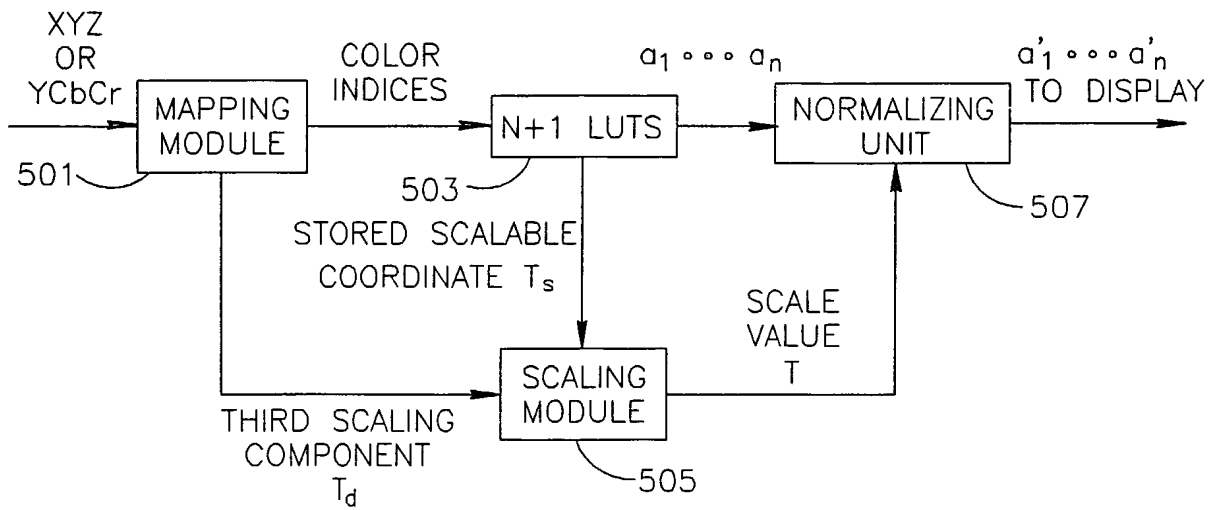 XYZ
OR
YCbCr
MAPPING
MODULE
501
COLOR
INDICES
N+1 LUTS
503
a1 ∘∘∘ an
NORMALIZING
UNIT
507
a'1 ∘∘∘ a'n
TO DISPLAY
STORED SCALABLE
COORDINATE Ts
SCALING
MODULE
505
THIRD SCALING
COMPONENT
Td
SCALE
VALUE
T